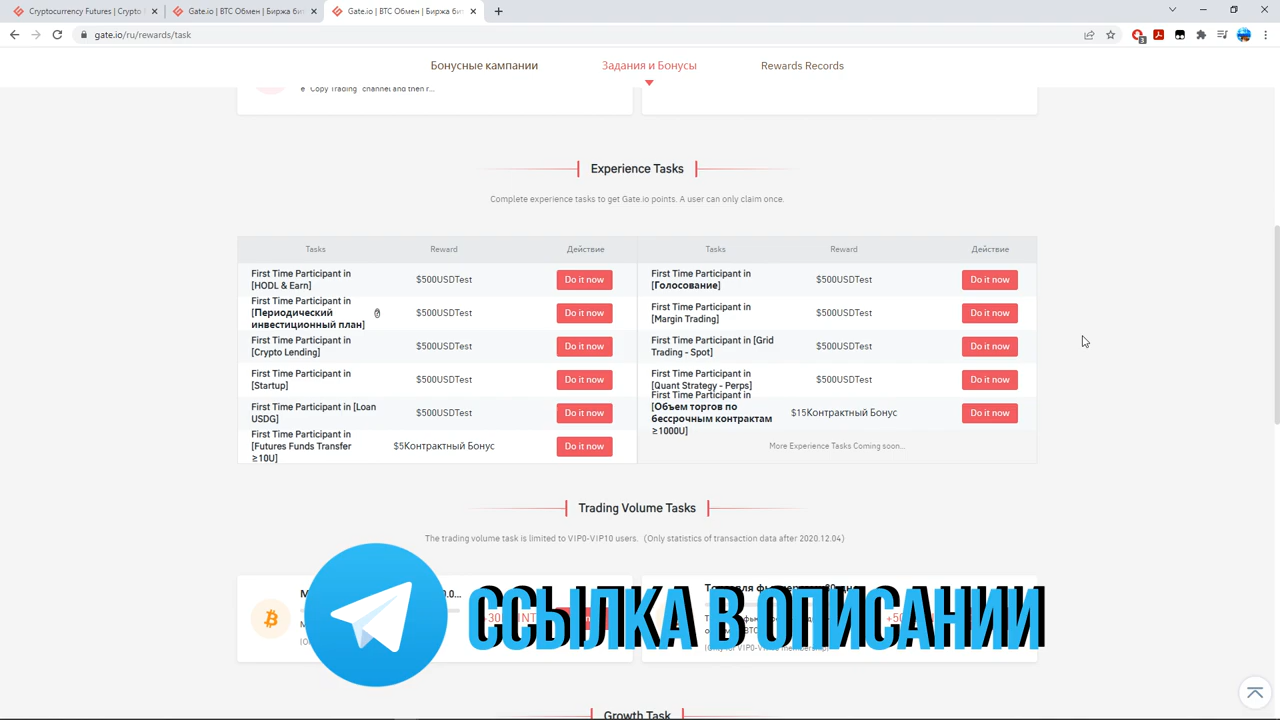 Cryptocurrency Futures | Crypto
Gate.io | BTC Обмен | Биржа бит
Gate.io | BTC Обмен | Биржа бит
gate.io/ru/rewards/task
3
Бонусные кампании
Задания и Бонусы
Rewards Records
e "Copy Trading" channel and then r...
Experience Tasks
Complete experience tasks to get Gate.io points. A user can only claim once.
Tasks Reward Действие
First Time Participant in
[HODL & Earn]
$500USDTest
Do it now
First Time Participant in
[Периодический
инвестиционный план]
$500USDTest
Do it now
First Time Participant in
[Crypto Lending]
$500USDTest
Do it now
First Time Participant in
[Startup]
$500USDTest
Do it now
First Time Participant in [Loan
USDG]
$500USDTest
Do it now
First Time Participant in
[Futures Funds Transfer
≥10U]
$5Контрактный Бонус
Do it now
Tasks Reward Действие
First Time Participant in
[Голосование]
$500USDTest
Do it now
First Time Participant in
[Margin Trading]
$500USDTest
Do it now
First Time Participant in [Grid
Trading - Spot]
$500USDTest
Do it now
First Time Participant in
[Quant Strategy - Perps]
$500USDTest
Do it now
First Time Participant in
[Объем торгов по
бессрочным контрактам
≥1000U]
$15Контрактный Бонус
Do it now
More Experience Tasks Coming soon...
Trading Volume Tasks
The trading volume task is limited to VIP0-VIP10 users. (Only statistics of transaction data after 2020.12.04)
ССЫЛКА В ОПИСАНИИ
Growth Task